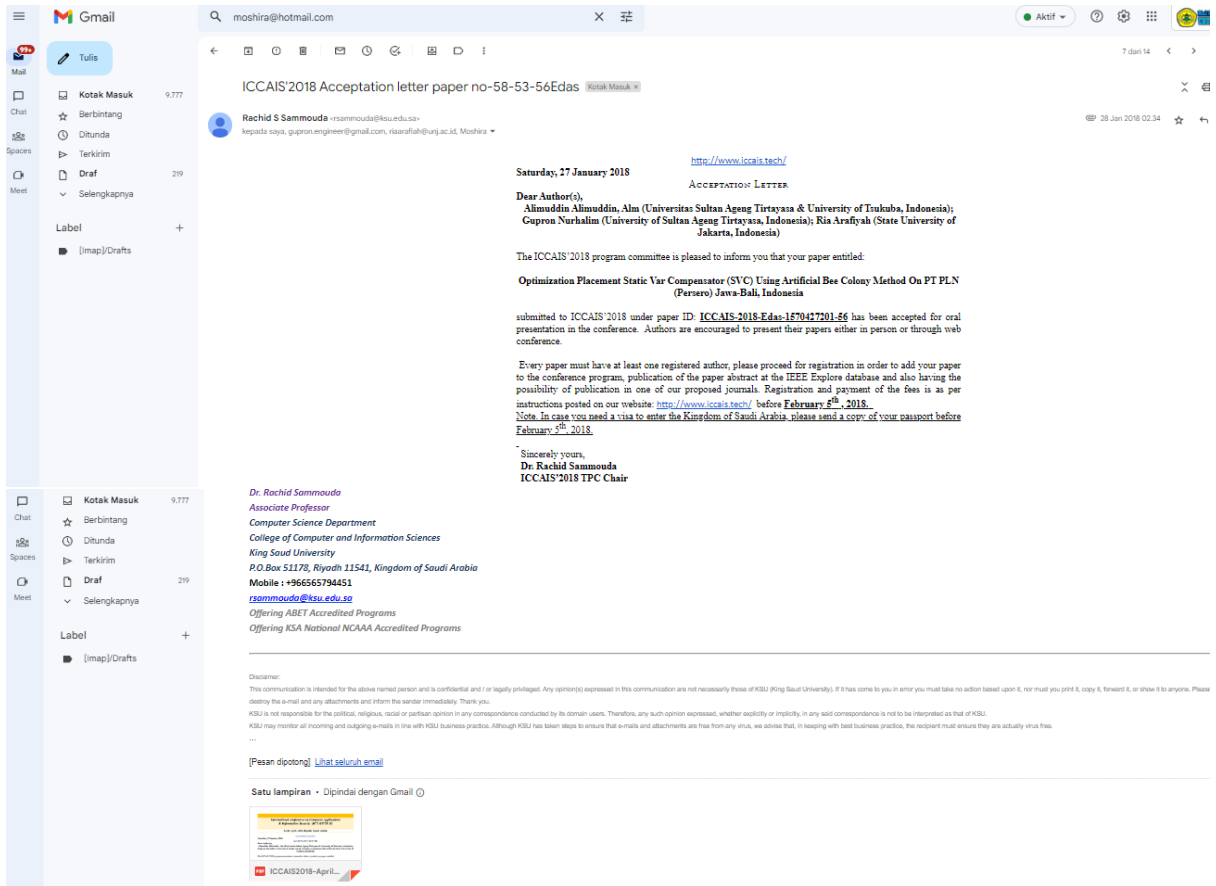 Gmail
moshira@hotmail.com
Aktif
99+
Mail
Chat
Spaces
Meet
Tulis
Kotak Masuk 9.777
Berbintang
Ditunda
Terkirim
Draf 219
Selengkapnya
Label
[Imap]/Drafts
7 dari 14
ICCAIS'2018 Acceptation letter paper no-58-53-56Edas Kotak Masuk ×
Rachid S Sammouda <rsammouda@ksu.edu.sa>
28 Jan 2018 02.34
kepada saya, gupron.engineer@gmail.com, riaarafiah@unj.ac.id, Moshira
http://www.iccais.tech/
Saturday, 27 January 2018
Acceptation Letter
Dear Author(s),
Alimuddin Alimuddin, Alm (Universitas Sultan Ageng Tirtayasa & University of Tsukuba, Indonesia);
Gupron Nurhalim (University of Sultan Ageng Tirtayasa, Indonesia); Ria Arafiyah (State University of
Jakarta, Indonesia)
The ICCAIS'2018 program committee is pleased to inform you that your paper entitled:
Optimization Placement Static Var Compensator (SVC) Using Artificial Bee Colony Method On PT PLN
(Persero) Jawa-Bali, Indonesia
submitted to ICCAIS'2018 under paper ID: ICCAIS-2018-Edas-1570427201-56 has been accepted for oral
presentation in the conference. Authors are encouraged to present their papers either in person or through web
conference.
Every paper must have at least one registered author, please proceed for registration in order to add your paper
to the conference program, publication of the paper abstract at the IEEE Explore database and also having the
possibility of publication in one of our proposed journals. Registration and payment of the fees is as per
instructions posted on our website: http://www.iccais.tech/ before February 5th , 2018.
Note. In case you need a visa to enter the Kingdom of Saudi Arabia, please send a copy of your passport before
February 5th, 2018.
Sincerely yours,
Dr. Rachid Sammouda
ICCAIS'2018 TPC Chair
Chat
Spaces
Meet
Kotak Masuk 9.777
Berbintang
Ditunda
Terkirim
Draf 219
Selengkapnya
Label
[Imap]/Drafts
Dr. Rachid Sammouda
Associate Professor
Computer Science Department
College of Computer and Information Sciences
King Saud University
P.O.Box 51178, Riyadh 11541, Kingdom of Saudi Arabia
Mobile : +966565794451
rsammouda@ksu.edu.sa
Offering ABET Accredited Programs
Offering KSA National NCAAA Accredited Programs
Disclaimer:
This communication is intended for the above named person and is confidential and / or legally privileged. Any opinion(s) expressed in this communication are not necessarily those of KSU (King Saud University). If it has come to you in error you must take no action based upon it, nor must you print it, copy it, forward it, or show it to anyone. Please
destroy the e-mail and any attachments and inform the sender immediately. Thank you.
KSU is not responsible for the political, religious, racial or partisan opinion in any correspondence conducted by its domain users. Therefore, any such opinion expressed, whether explicitly or implicitly, in any said correspondence is not to be interpreted as that of KSU.
KSU may monitor all incoming and outgoing e-mails in line with KSU business practice. Although KSU has taken steps to ensure that e-mails and attachments are free from any virus, we advise that, in keeping with best business practice, the recipient must ensure they are actually virus free.
...
[Pesan dipotong] Lihat seluruh email
Satu lampiran • Dipindai dengan Gmail
PDF ICCAIS2018-April...